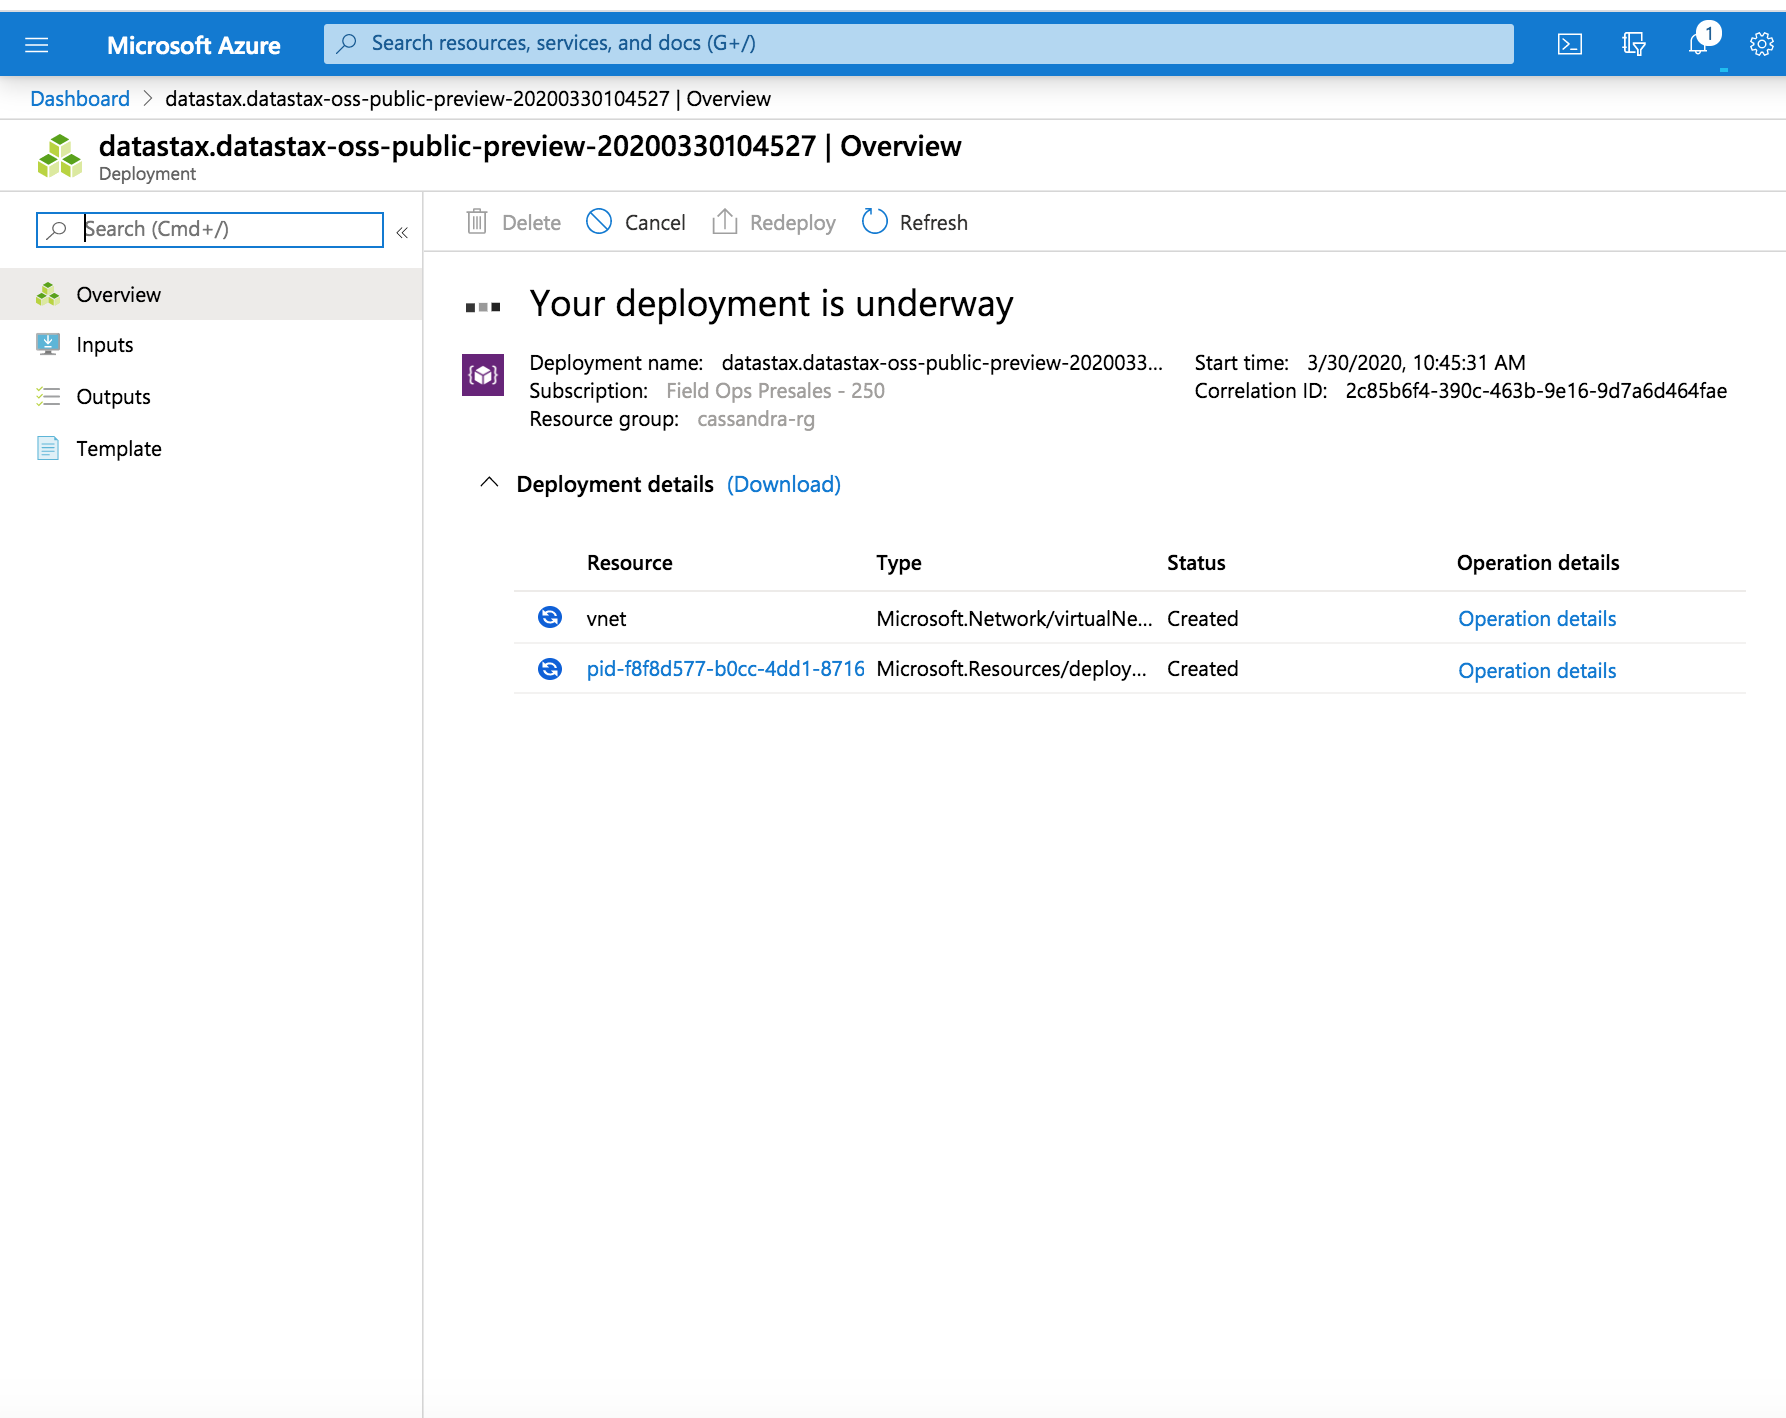 Microsoft Azure
Search resources, services, and docs (G+/)
1
Dashboard > datastax.datastax-oss-public-preview-20200330104527 | Overview
datastax.datastax-oss-public-preview-20200330104527 | Overview
Deployment
Search (Cmd+/)
«
Overview
Inputs
Outputs
Template
Delete
Cancel
Redeploy
Refresh
Your deployment is underway
Deployment name: datastax.datastax-oss-public-preview-2020033...
Subscription: Field Ops Presales - 250
Resource group: cassandra-rg
Start time: 3/30/2020, 10:45:31 AM
Correlation ID: 2c85b6f4-390c-463b-9e16-9d7a6d464fae
Deployment details (Download)
Resource Type Status Operation details
vnet Microsoft.Network/virtualNe... Created Operation details
pid-f8f8d577-b0cc-4dd1-8716 Microsoft.Resources/deploy... Created Operation details